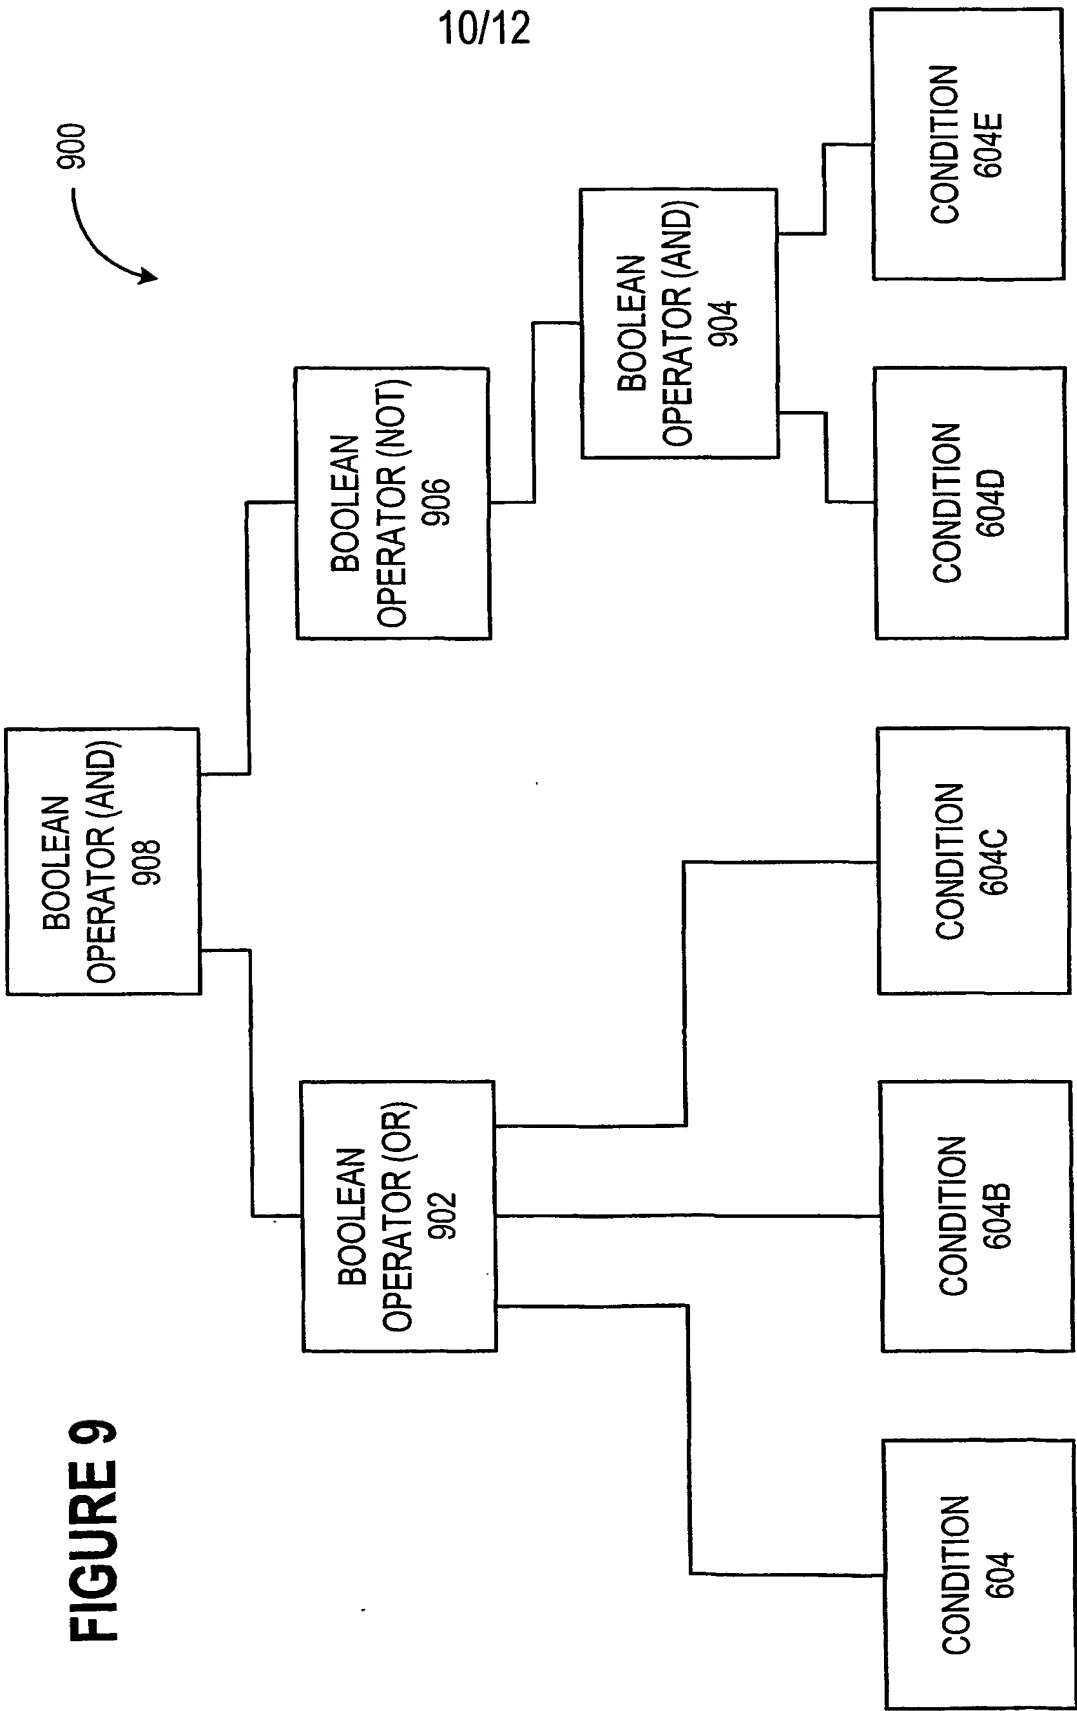 10/12
FIGURE 9
900
BOOLEAN
OPERATOR (AND)
908
BOOLEAN
OPERATOR (OR)
902
BOOLEAN
OPERATOR (NOT)
906
BOOLEAN
OPERATOR (AND)
904
CONDITION
604
CONDITION
604B
CONDITION
604C
CONDITION
604D
CONDITION
604E